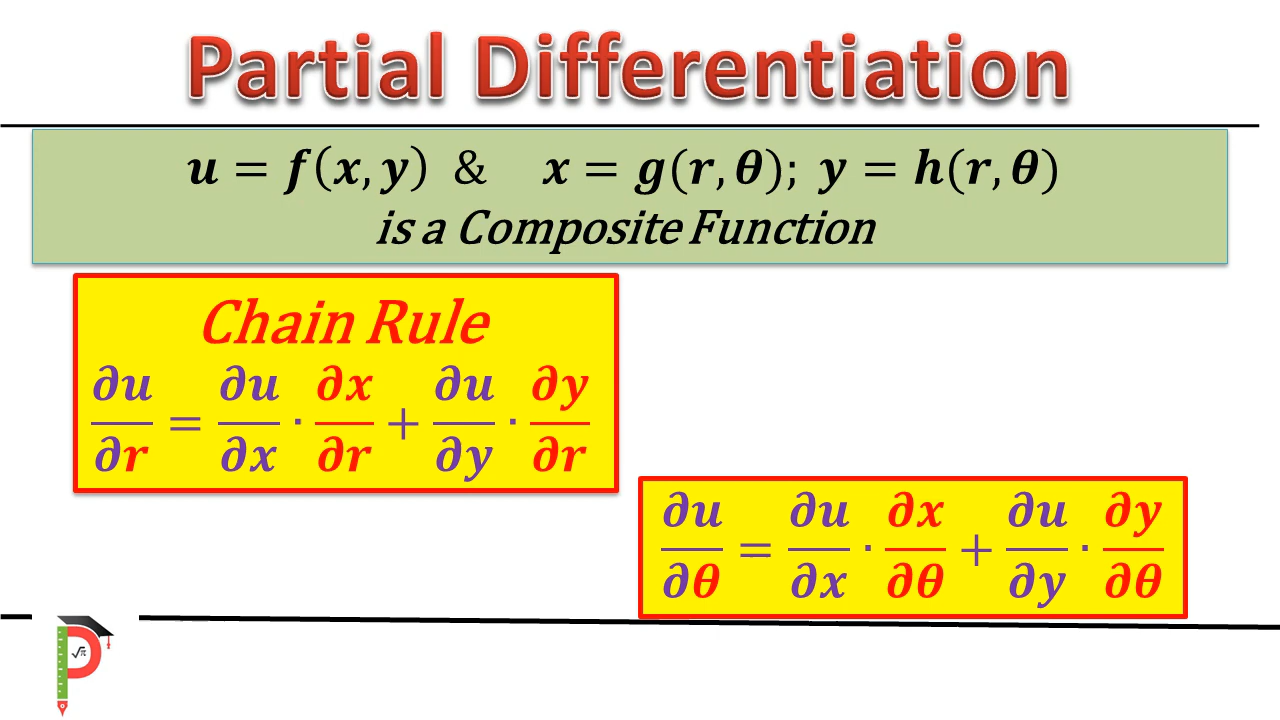 Partial Differentiation
𝒖 = 𝒇(𝒙, 𝒚) & 𝒙 = 𝒈(𝒓, 𝜽); 𝒚 = 𝒉(𝒓, 𝜽)
is a Composite Function
Chain Rule
∂u/∂r = ∂u/∂x · ∂x/∂r + ∂u/∂y · ∂y/∂r
∂u/∂θ = ∂u/∂x · ∂x/∂θ + ∂u/∂y · ∂y/∂θ
√π